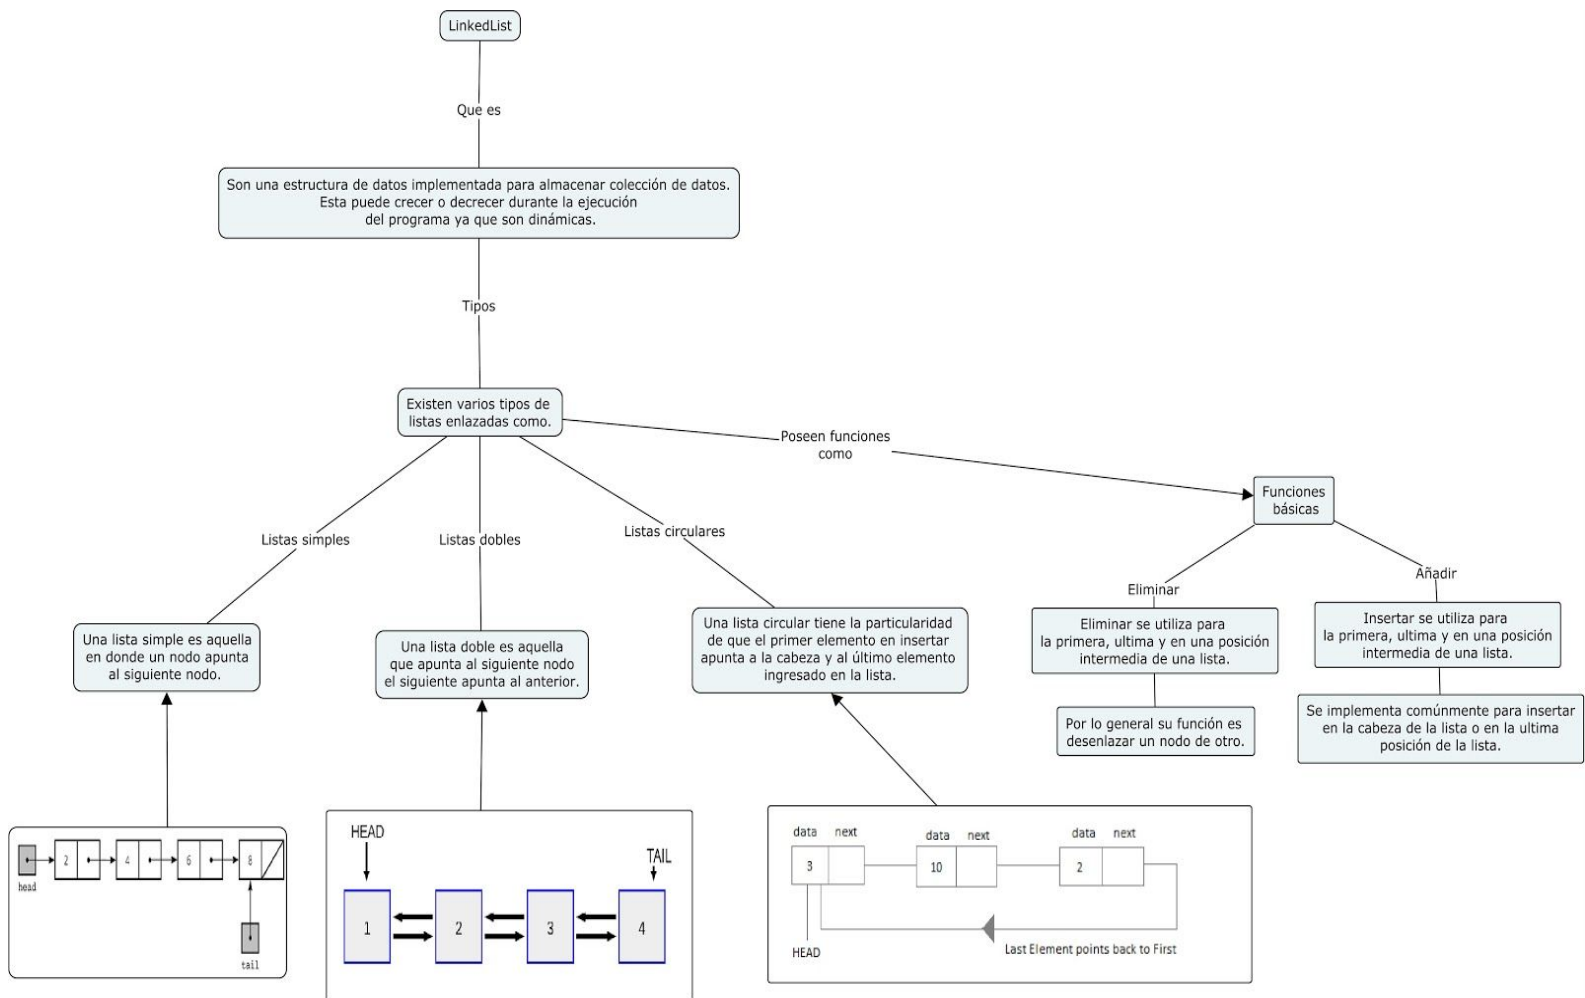 LinkedList
Que es
Son una estructura de datos implementada para almacenar colección de datos.
Esta puede crecer o decrecer durante la ejecución
del programa ya que son dinámicas.
Tipos
Existen varios tipos de
listas enlazadas como.
Poseen funciones
como
Funciones
básicas
Listas simples
Listas dobles
Listas circulares
Eliminar
Añadir
Una lista simple es aquella
en donde un nodo apunta
al siguiente nodo.
Una lista doble es aquella
que apunta al siguiente nodo
el siguiente apunta al anterior.
Una lista circular tiene la particularidad
de que el primer elemento en insertar
apunta a la cabeza y al último elemento
ingresado en la lista.
Eliminar se utiliza para
la primera, ultima y en una posición
intermedia de una lista.
Insertar se utiliza para
la primera, ultima y en una posición
intermedia de una lista.
Por lo general su función es
desenlazar un nodo de otro.
Se implementa comúnmente para insertar
en la cabeza de la lista o en la ultima
posición de la lista.
2 4 6 8
head
tail
HEAD
TAIL
1 2 3 4
data next data next data next
3 10 2
HEAD
Last Element points back to First